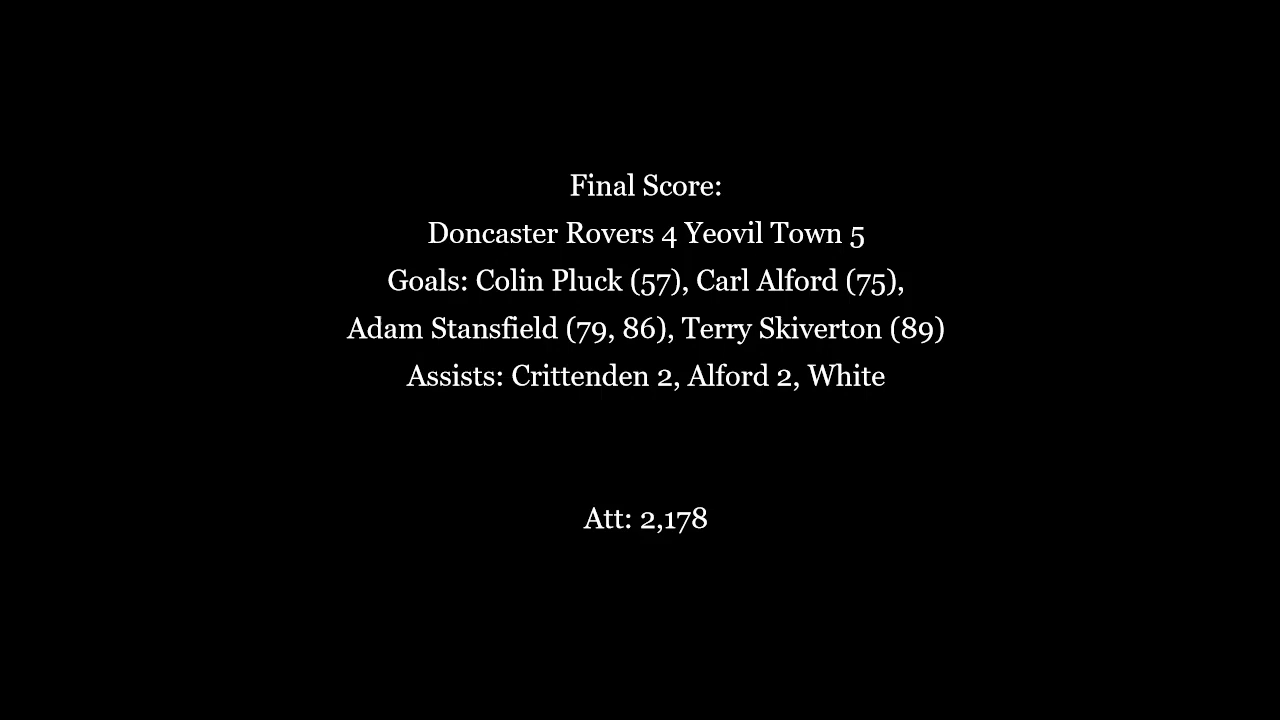 Final Score:
Doncaster Rovers 4 Yeovil Town 5
Goals: Colin Pluck (57), Carl Alford (75),
Adam Stansfield (79, 86), Terry Skiverton (89)
Assists: Crittenden 2, Alford 2, White
Att: 2,178